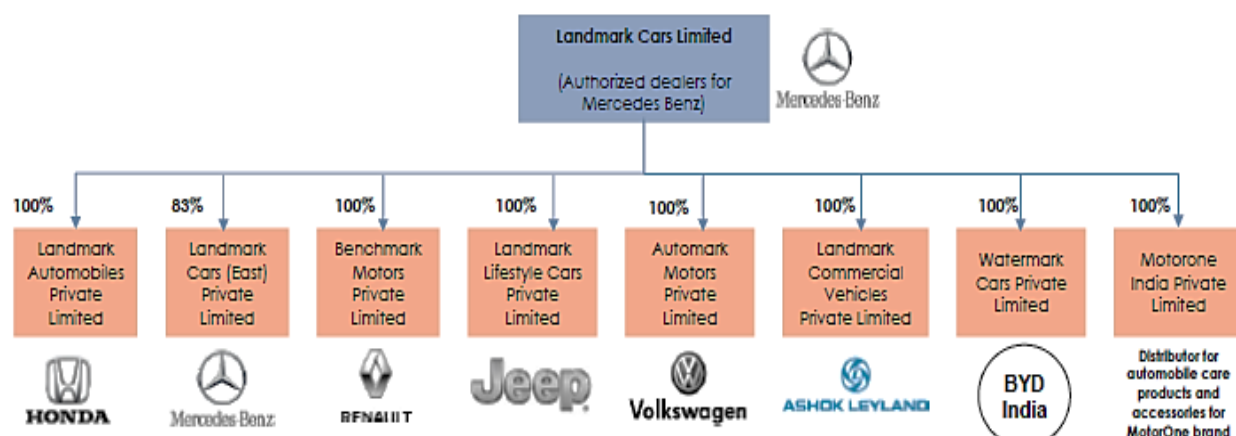 Landmark Cars Limited
(Authorized dealers for
Mercedes Benz)
Mercedes-Benz
100%
83%
100%
100%
100%
100%
100%
100%
Landmark
Automobiles
Private
Limited
Landmark
Cars (East)
Private
Limited
Benchmark
Motors
Private
Limited
Landmark
Lifestyle Cars
Private
Limited
Automark
Motors
Private
Limited
Landmark
Commercial
Vehicles
Private Limited
Watermark
Cars Private
Limited
Motorone
India Private
Limited
HONDA
Mercedes-Benz
RENAULT
Jeep
Volkswagen
ASHOK LEYLAND
BYD
India
Distributor for
automobile care
products and
accessories for
MotorOne brand